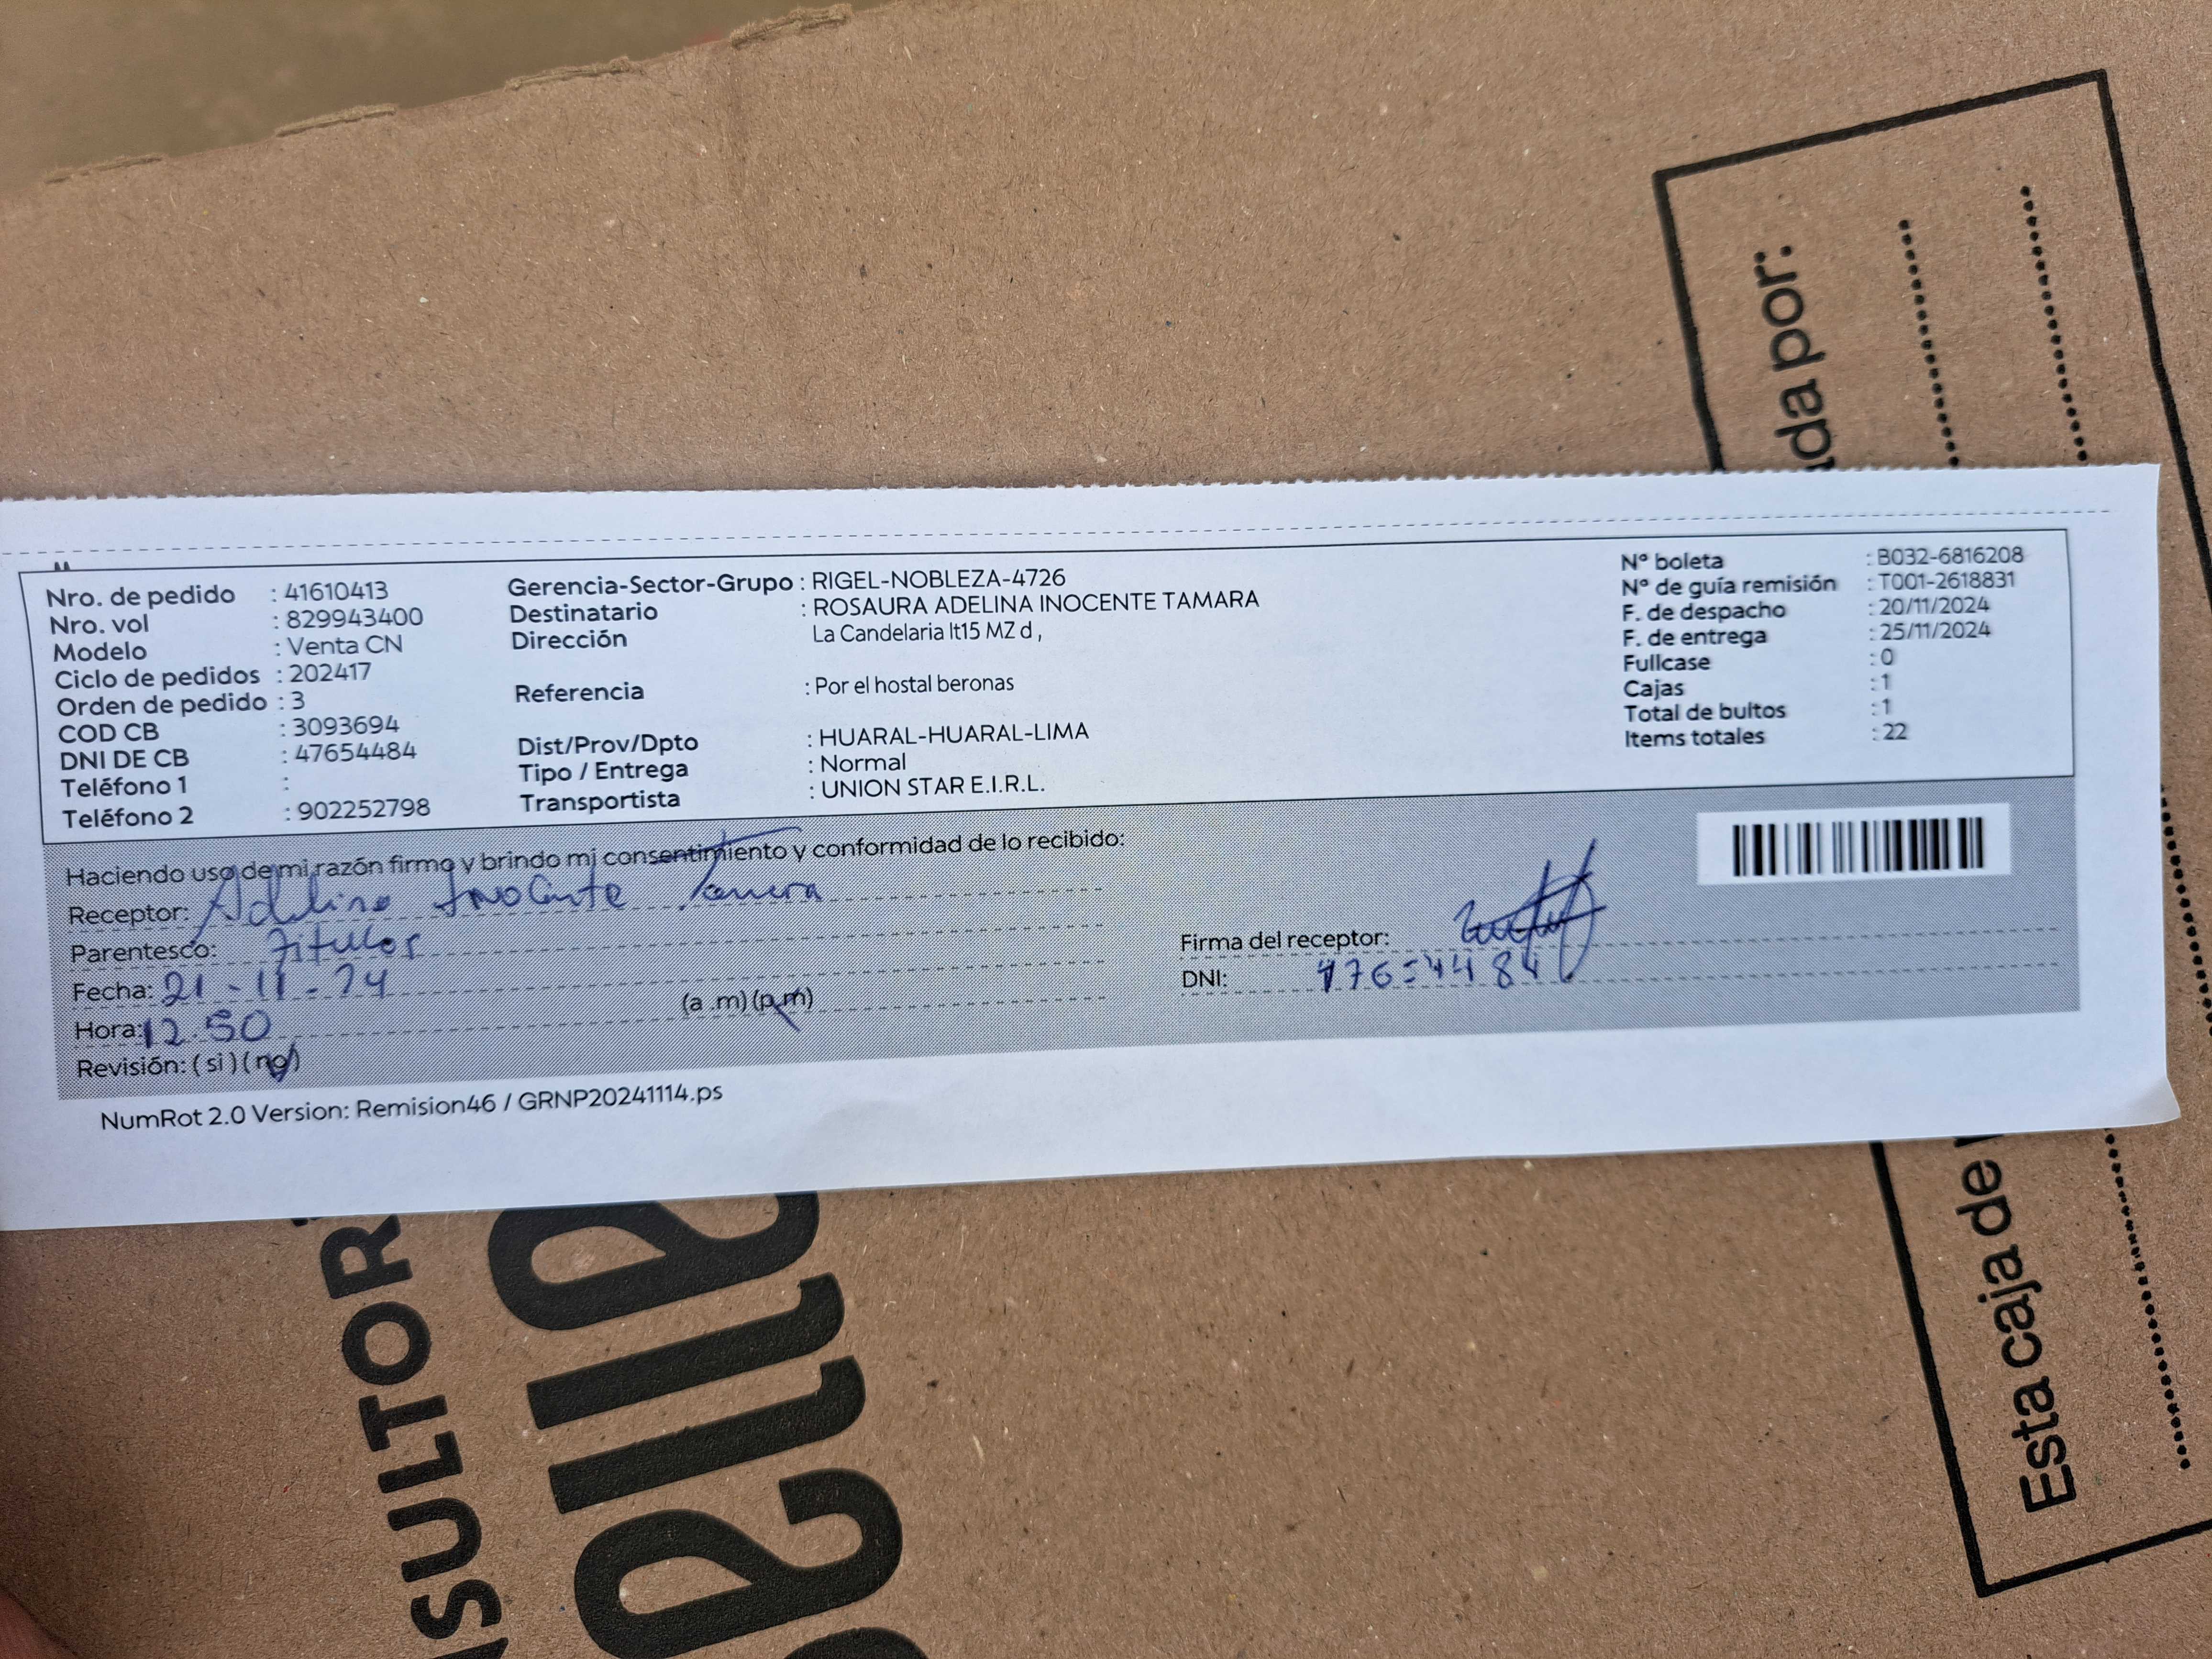 Nro. de pedido : 41610413
Nro. vol : 829943400
Modelo : Venta CN
Ciclo de pedidos : 202417
Orden de pedido : 3
COD CB : 3093694
DNI DE CB : 47654484
Teléfono 1 :
Teléfono 2 : 902252798
Gerencia-Sector-Grupo : RIGEL-NOBLEZA-4726
Destinatario : ROSAURA ADELINA INOCENTE TAMARA
Dirección La Candelaria lt15 MZ d ,
Referencia : Por el hostal beronas
Dist/Prov/Dpto : HUARAL-HUARAL-LIMA
Tipo / Entrega : Normal
Transportista : UNION STAR E.I.R.L.
Nº boleta : B032-6816208
Nº de guía remisión : T001-2618831
F. de despacho : 20/11/2024
F. de entrega : 25/11/2024
Fullcase : 0
Cajas : 1
Total de bultos : 1
Items totales : 22
Haciendo uso de mi razón firmo y brindo mi consentimiento y conformidad de lo recibido:
Receptor: Adelina Inocente Tamara
Parentesco: Titular
Fecha: 21-11-24
Hora: 12.50 (a .m) (p.m)
Revisión: ( si ) ( no )
Firma del receptor:
DNI: 47654484
NumRot 2.0 Version: Remision46 / GRNP20241114.ps
da por:
Esta caja de
SULTOR